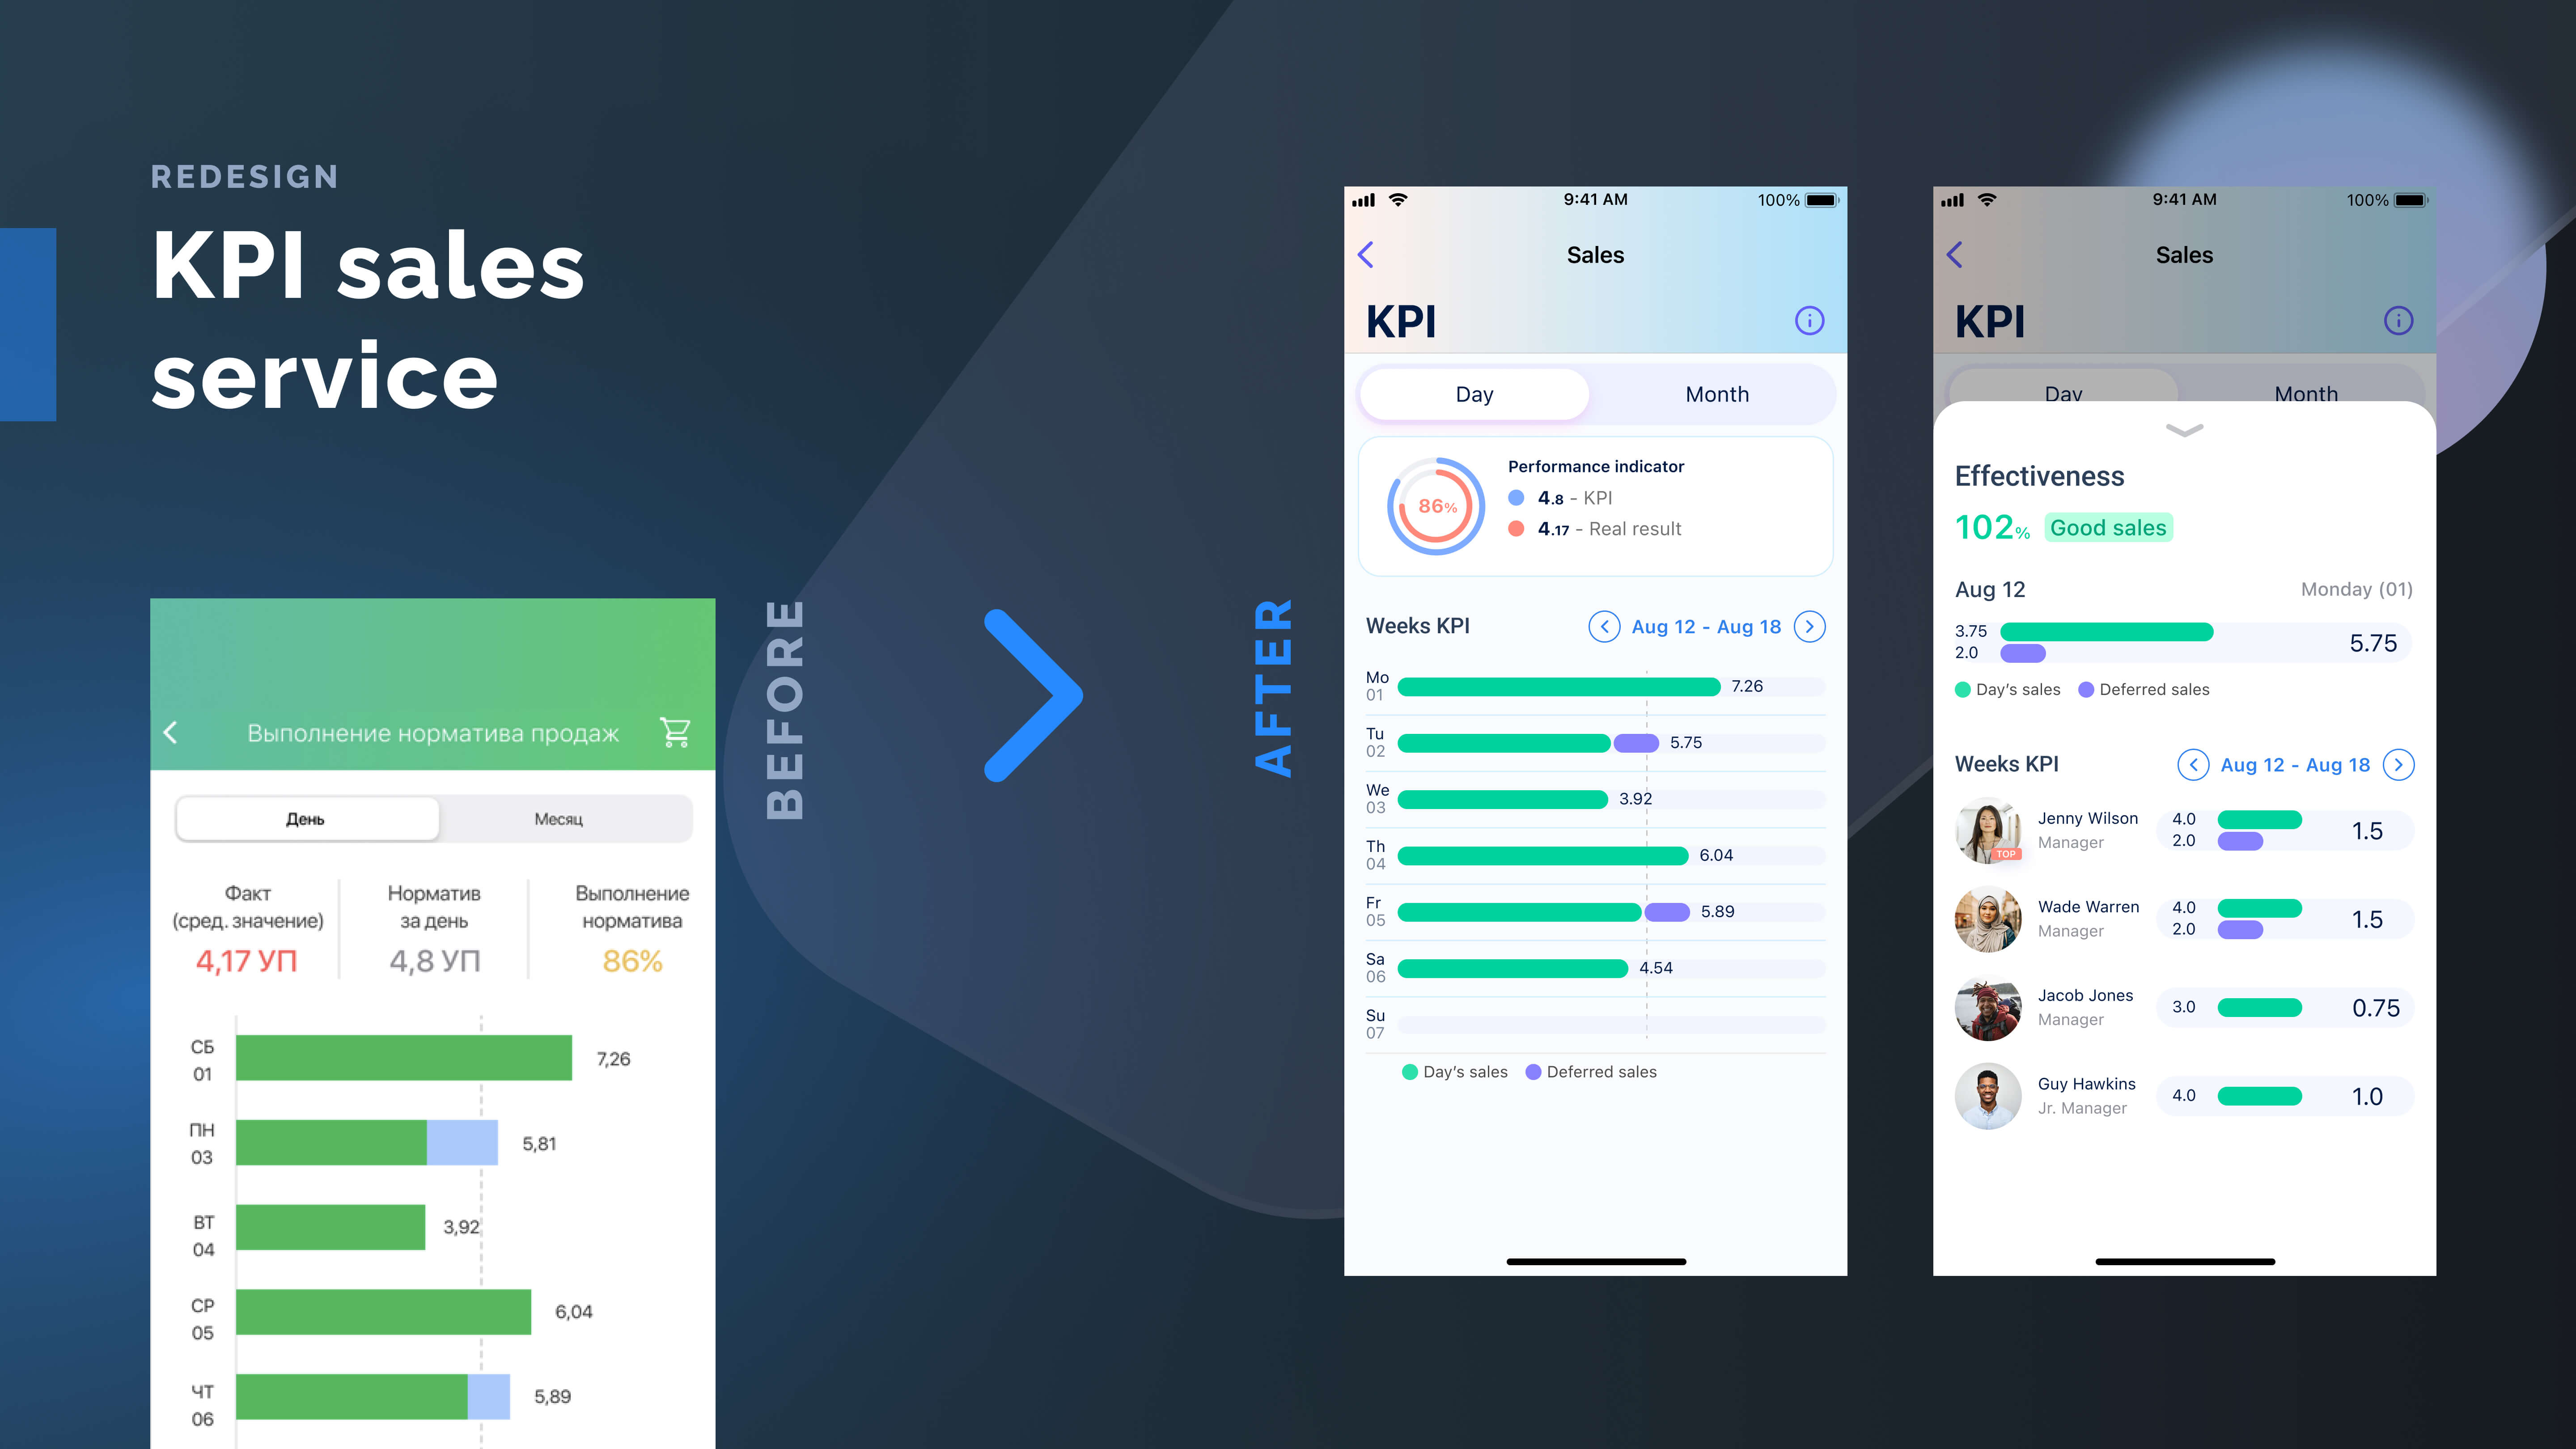 REDESIGN
KPI sales
service
BEFORE
AFTER
Выполнение норматива продаж
День
Месяц
Факт
(сред. значение)
4,17 УП
Норматив
за день
4,8 УП
Выполнение
норматива
86%
СБ
01
7,26
ПН
03
5,81
ВТ
04
3,92
СР
05
6,04
ЧТ
06
5,89
9:41 AM
100%
Sales
KPI
Day
Month
86%
Performance indicator
4.8 - KPI
4.17 - Real result
Weeks KPI
Aug 12 - Aug 18
Mo
01
7.26
Tu
02
5.75
We
03
3.92
Th
04
6.04
Fr
05
5.89
Sa
06
4.54
Su
07
Day’s sales
Deferred sales
9:41 AM
100%
Sales
KPI
Day
Month
Effectiveness
102%
Good sales
Aug 12
Monday (01)
3.75
2.0
5.75
Day’s sales
Deferred sales
Weeks KPI
Aug 12 - Aug 18
TOP
Jenny Wilson
Manager
4.0
2.0
1.5
Wade Warren
Manager
4.0
2.0
1.5
Jacob Jones
Manager
3.0
0.75
Guy Hawkins
Jr. Manager
4.0
1.0